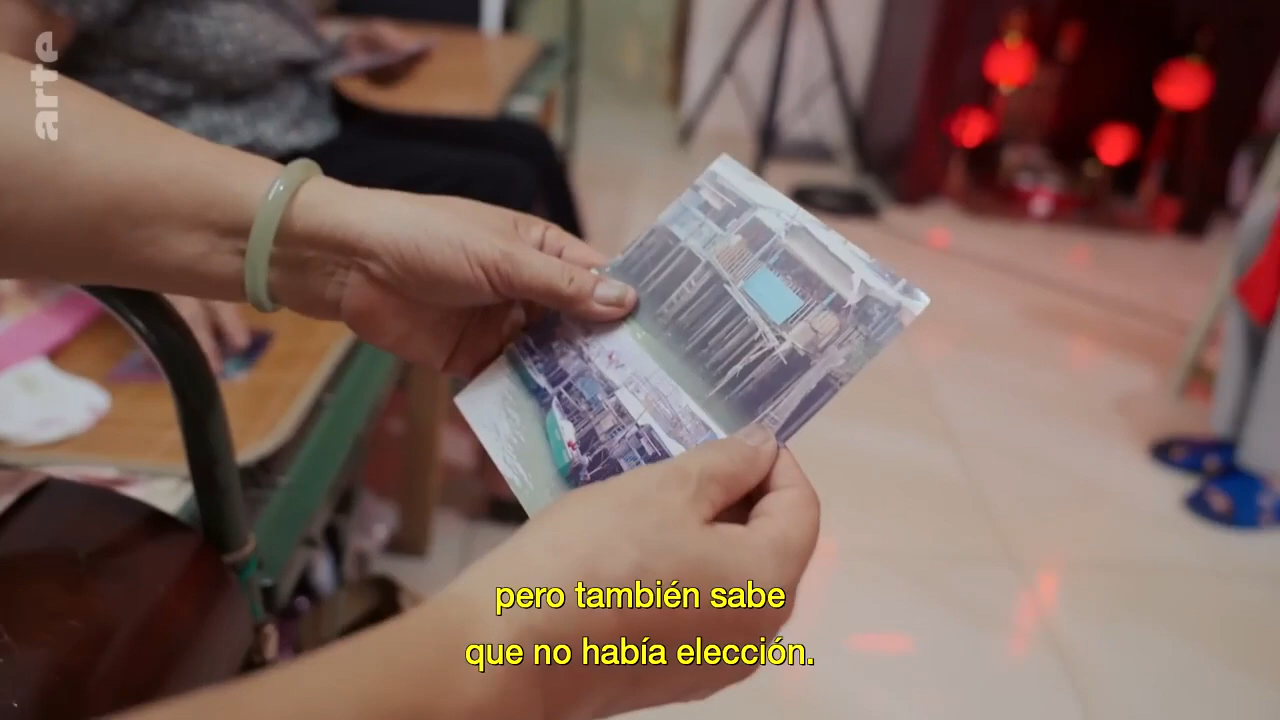 arte
pero también sabe
que no había elección.